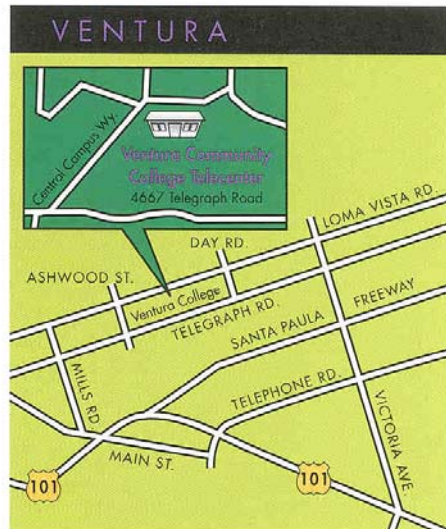 VENTURA
Central Campus Wy.
Ventura Community
College Telecenter
4667 Telegraph Road
LOMA VISTA RD.
DAY RD.
ASHWOOD ST.
Ventura College
TELEGRAPH RD.
SANTA PAULA FREEWAY
MILLS RD.
TELEPHONE RD.
VICTORIA AVE.
MAIN ST.
101
101